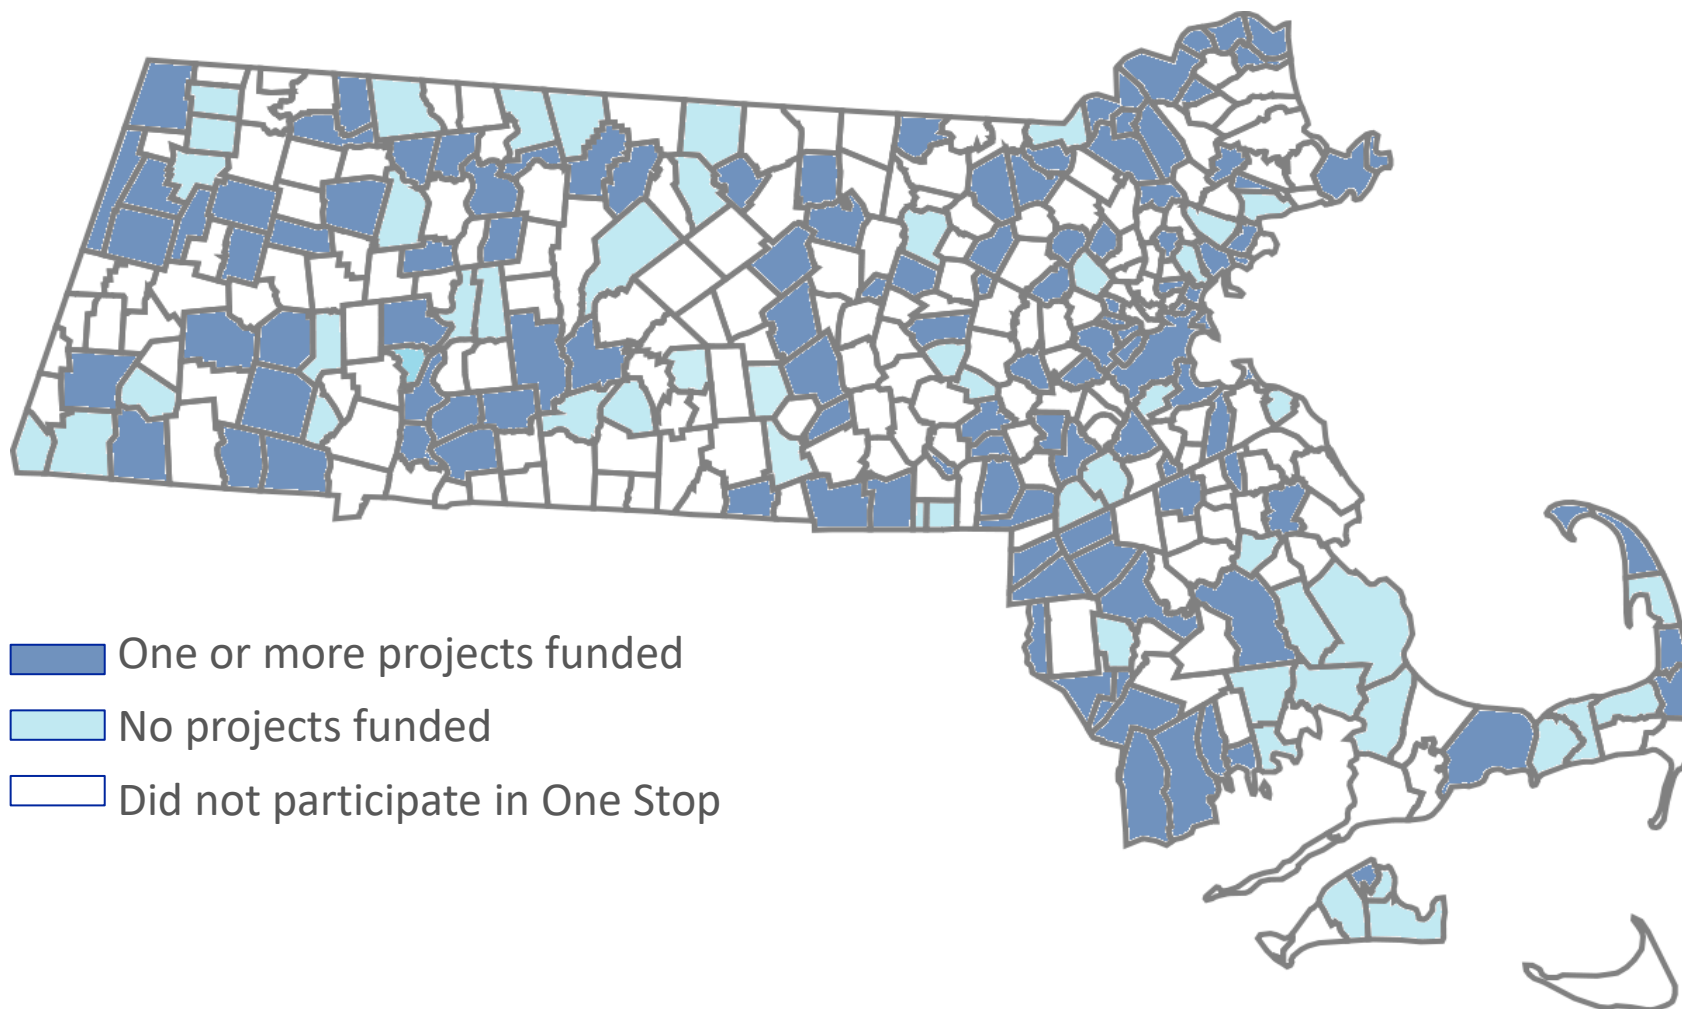 One or more projects funded
No projects funded
Did not participate in One Stop